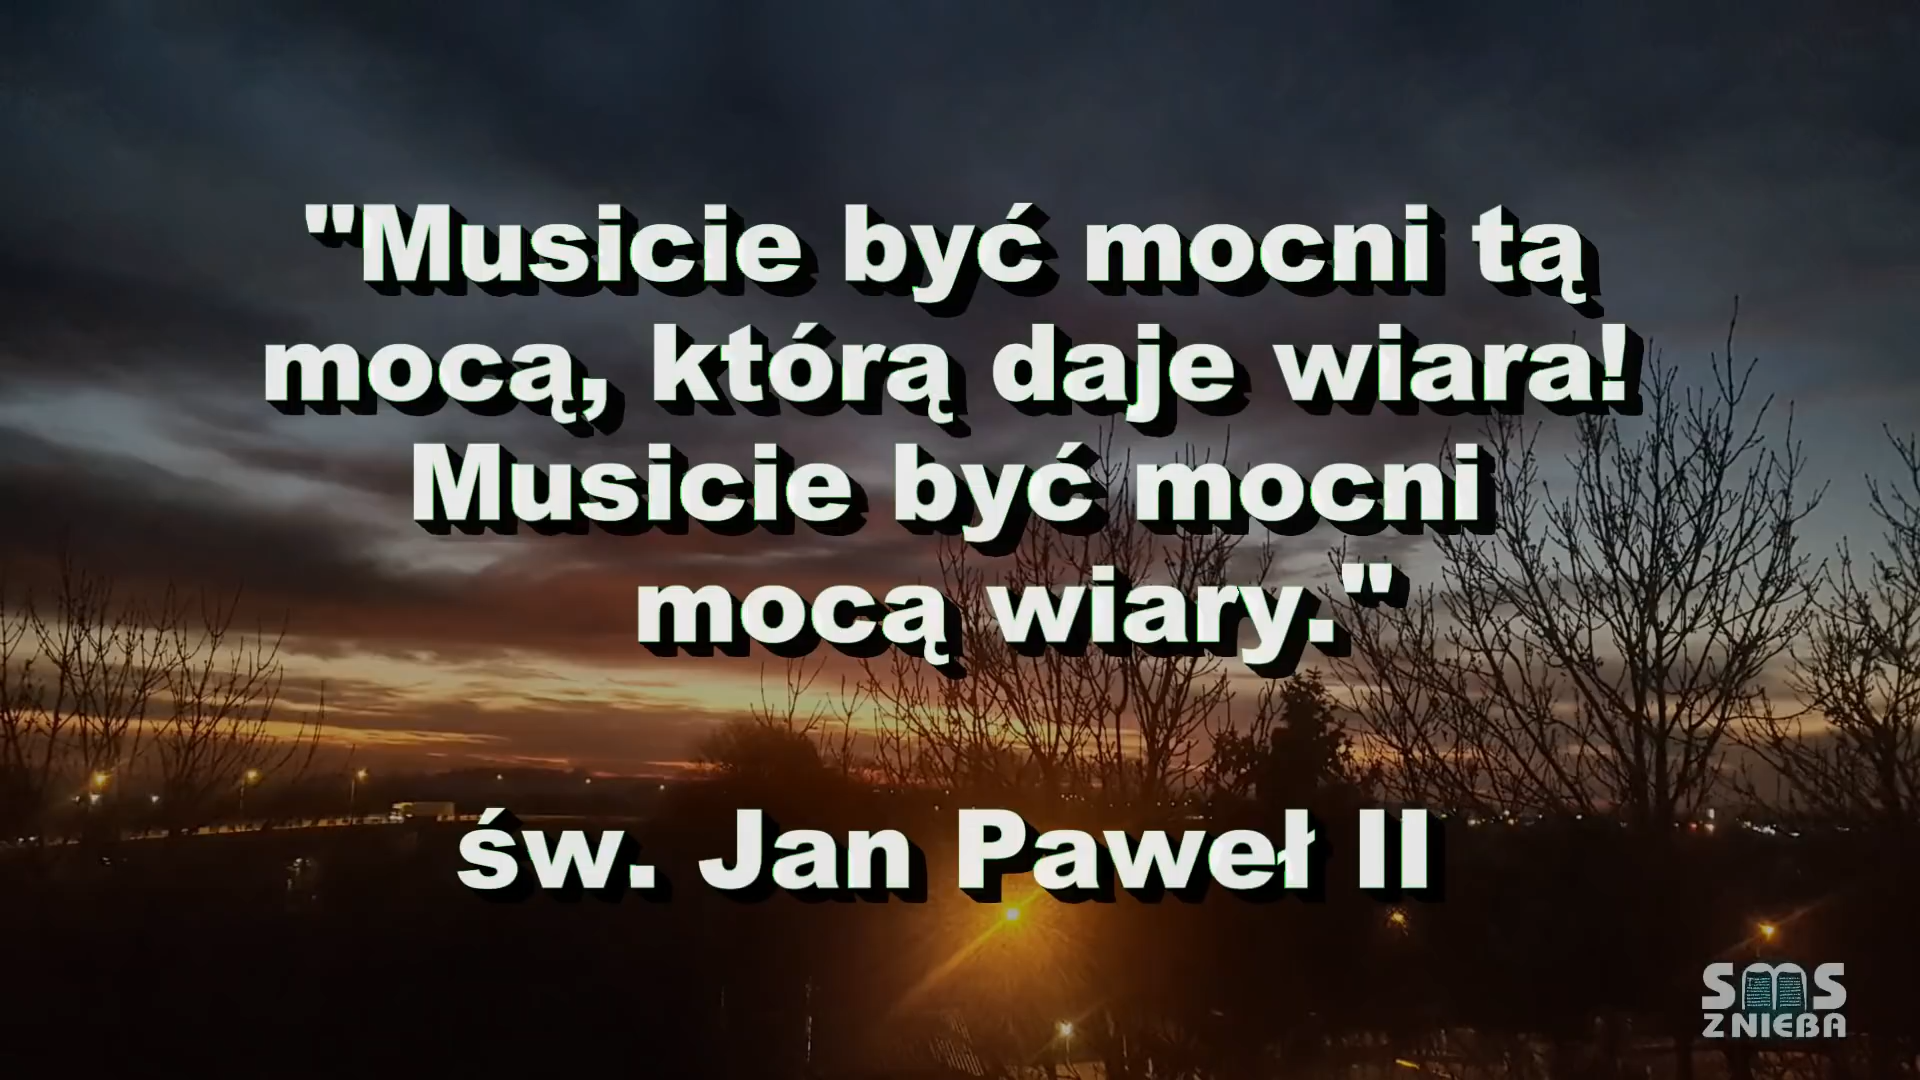 "Musicie być mocni tą
mocą, którą daje wiara!
Musicie być mocni
mocą wiary."
św. Jan Paweł II
SMS
Z NIEBA